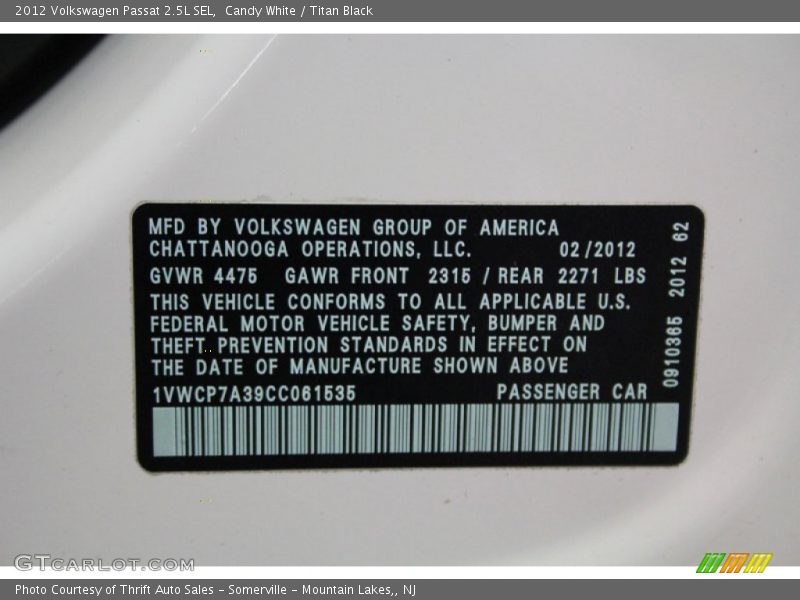 2012 Volkswagen Passat 2.5L SEL,  Candy White / Titan Black
MFD BY VOLKSWAGEN GROUP OF AMERICA
CHATTANOOGA OPERATIONS, LLC. 02/2012
GVWR 4475 GAWR FRONT 2315 / REAR 2271 LBS
THIS VEHICLE CONFORMS TO ALL APPLICABLE U.S.
FEDERAL MOTOR VEHICLE SAFETY, BUMPER AND
THEFT PREVENTION STANDARDS IN EFFECT ON
THE DATE OF MANUFACTURE SHOWN ABOVE
1VWCP7A39CC061535 PASSENGER CAR
0910365 2012 62
GTCARLOT.COM
Photo Courtesy of Thrift Auto Sales - Somerville - Mountain Lakes,, NJ